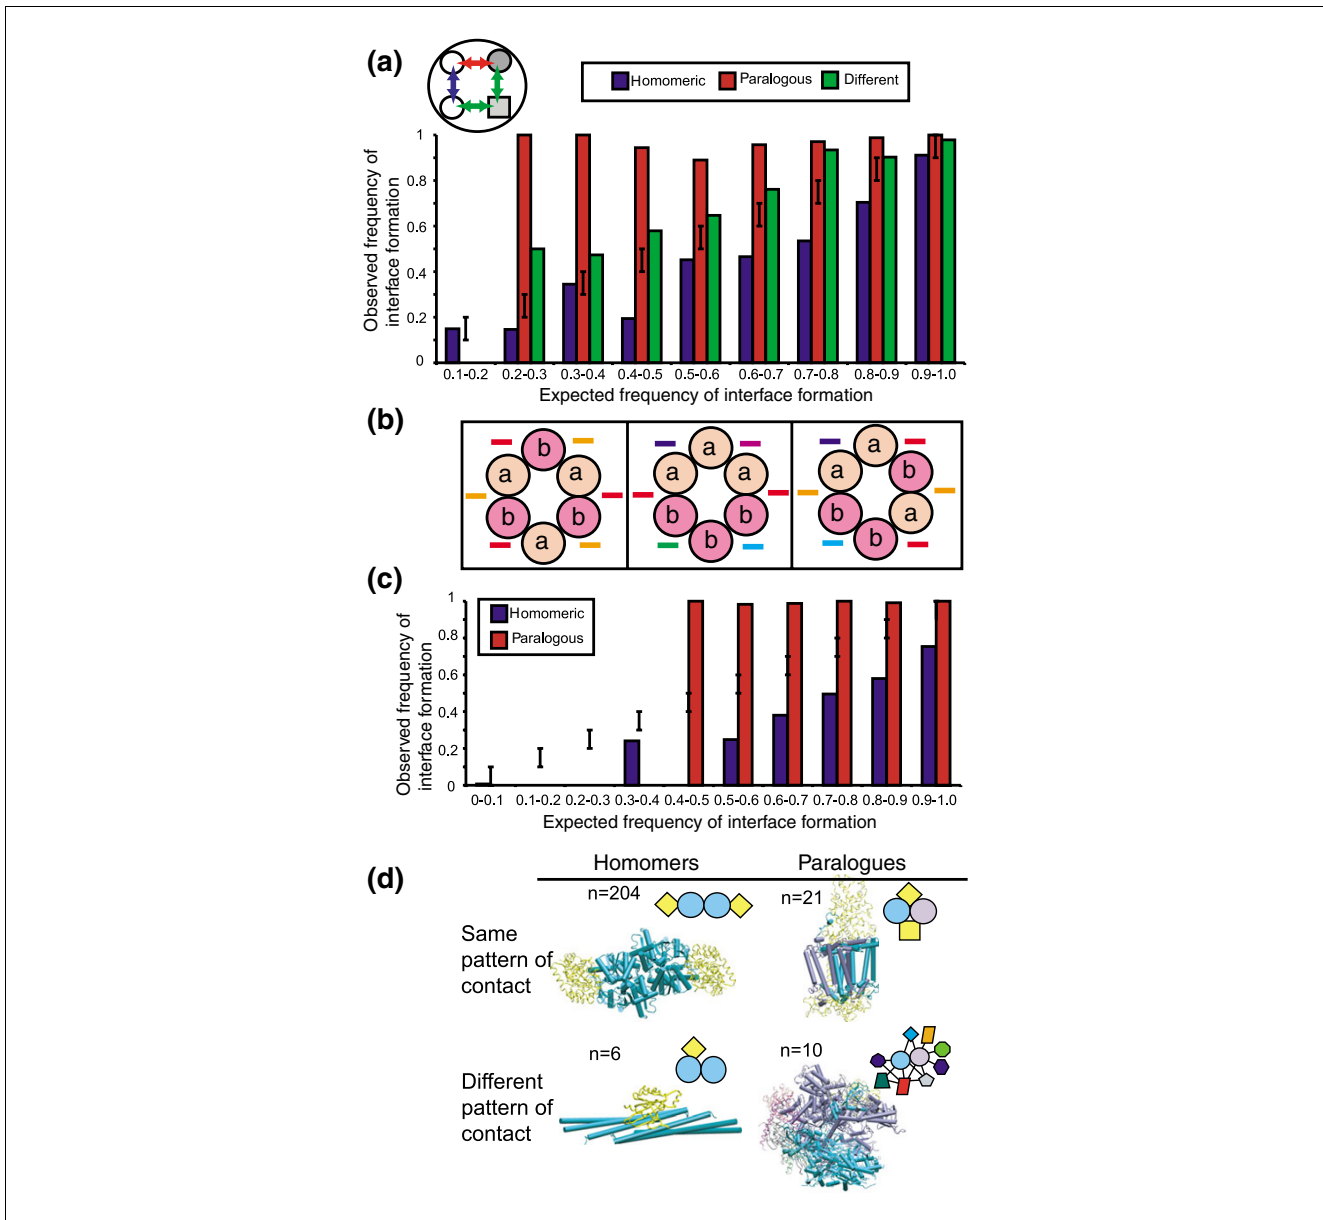 (a)
Homomeric Paralogous Different
Observed frequency of
interface formation
1
0.8
0.6
0.4
0.2
0
0.1-0.2 0.2-0.3 0.3-0.4 0.4-0.5 0.5-0.6 0.6-0.7 0.7-0.8 0.8-0.9 0.9-1.0
Expected frequency of interface formation
(b)
b
a a
b b
a
a
a a
b b
b
a
a b
b a
b
(c)
Homomeric
Paralogous
Observed frequency of
interface formation
1
0.8
0.6
0.4
0.2
0
0-0.1 0.1-0.2 0.2-0.3 0.3-0.4 0.4-0.5 0.5-0.6 0.6-0.7 0.7-0.8 0.8-0.9 0.9-1.0
Expected frequency of interface formation
(d)
Homomers Paralogues
n=204 n=21
Same
pattern of
contact
n=6 n=10
Different
pattern of
contact